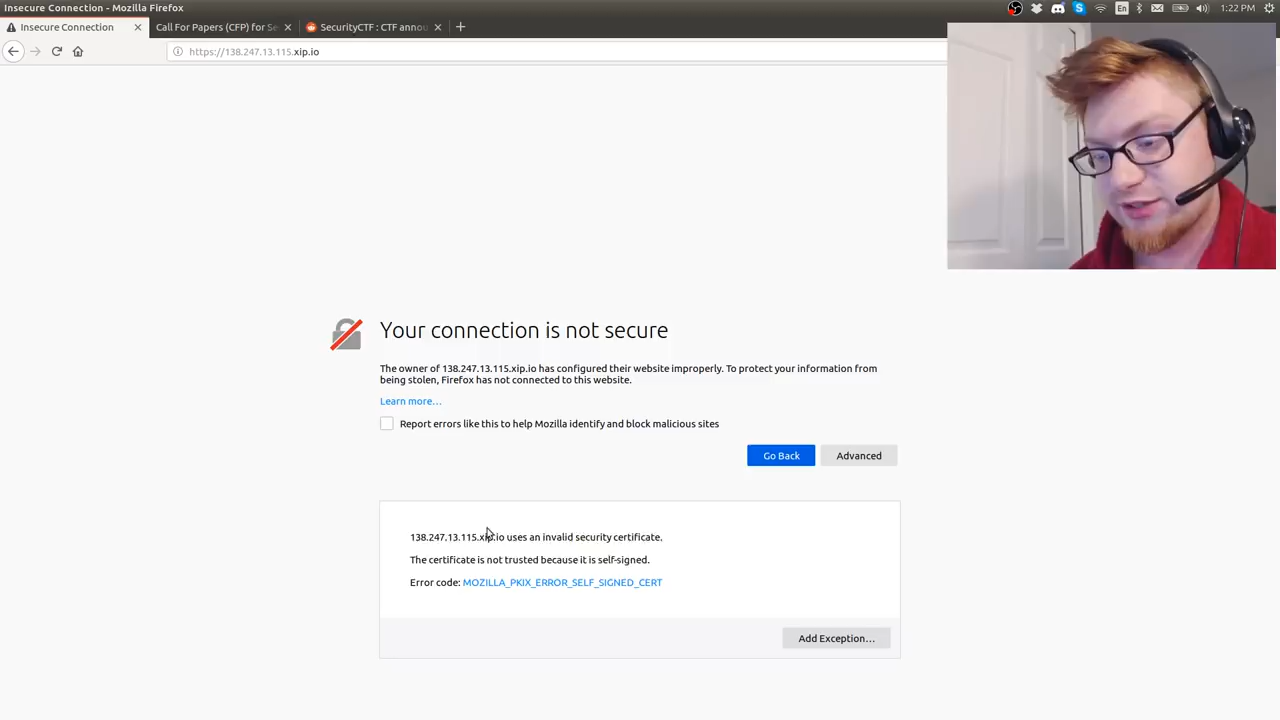 Insecure Connection - Mozilla Firefox
En
1:22 PM
Insecure Connection
Call For Papers (CFP) for Se
SecurityCTF : CTF annou
https://138.247.13.115.xip.io
Your connection is not secure
The owner of 138.247.13.115.xip.io has configured their website improperly. To protect your information from
being stolen, Firefox has not connected to this website.
Learn more…
Report errors like this to help Mozilla identify and block malicious sites
Go Back
Advanced
138.247.13.115.xip.io uses an invalid security certificate.
The certificate is not trusted because it is self-signed.
Error code: MOZILLA_PKIX_ERROR_SELF_SIGNED_CERT
Add Exception…